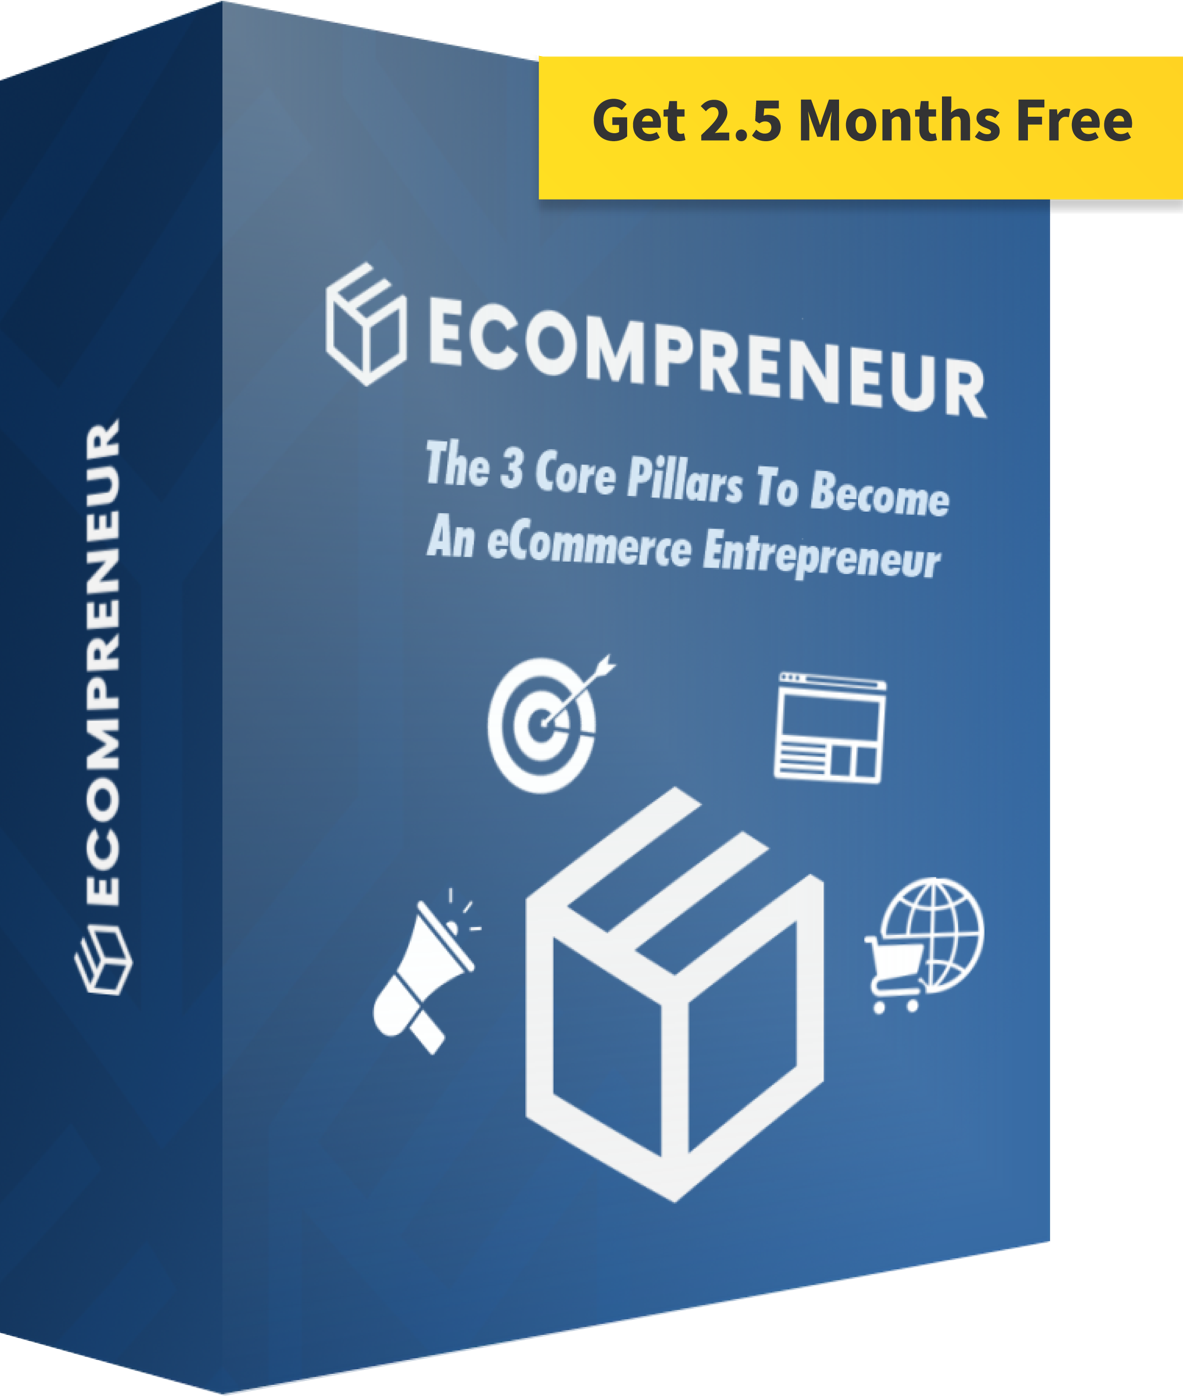 Get 2.5 Months Free
ECOMPRENEUR
The 3 Core Pillars To Become
An eCommerce Entrepreneur
ECOMPRENEUR